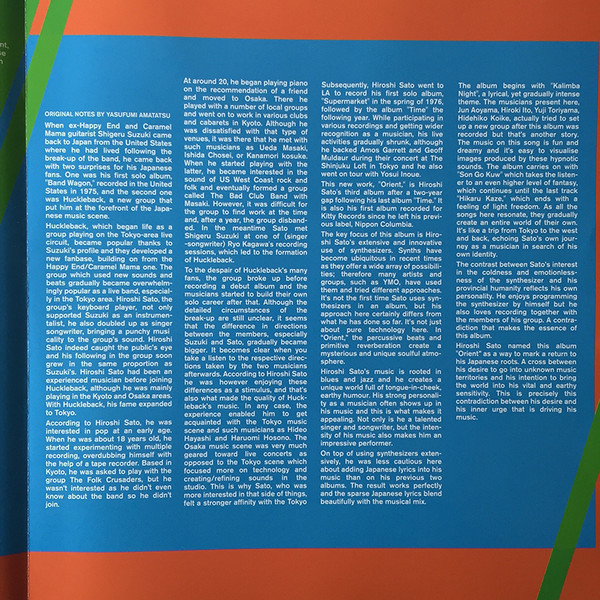 nt,
ORIGINAL NOTES BY YASUFUMI AMATATSU
When ex-Happy End and Caramel
Mama guitarist Shigeru Suzuki came
back to Japan from the United States
where he had lived following the
break-up of the band, he came back
with two surprises for his Japanese
fans. One was his first solo album,
"Band Wagon," recorded in the United
States in 1975, and the second one
was Huckleback, a new group that
put him at the forefront of the Japa-
nese music scene.
Huckleback, which began life as a
group playing on the Tokyo-area live
circuit, became popular thanks to
Suzuki's profile and they developed a
new fanbase, building on from the
Happy End/Caramel Mama one. The
group which used new sounds and
beats gradually became overwhelm-
ingly popular as a live band, especial-
ly in the Tokyo area. Hiroshi Sato, the
group's keyboard player, not only
supported Suzuki as an instrumen-
talist, he also doubled up as singer
songwriter, bringing a punchy musi
cality to the group's sound. Hiroshi
Sato indeed caught the public's eye
and his following in the group soon
grew in the same proportion as
Suzuki's. Hiroshi Sato had been an
experienced musician before joining
Huckleback, although he was mainly
playing in the Kyoto and Osaka areas.
With Huckleback, his fame expanded
to Tokyo.
According to Hiroshi Sato, he was
interested in pop at an early age.
When he was about 18 years old, he
started experimenting with multiple
recording, overdubbing himself with
the help of a tape recorder. Based in
Kyoto, he was asked to play with the
group The Folk Crusaders, but he
wasn't interested as he didn't even
know about the band so he didn't
join.
At around 20, he began playing piano
on the recommendation of a friend
and moved to Osaka. There he
played with a number of local groups
and went on to work in various clubs
and cabarets in Kyoto. Although he
was dissatisfied with that type of
venues, it was there that he met with
such musicians as Ueda Masaki,
Ishida Chosei, or Kanamori kosuke.
When he started playing with the
latter, he became interested in the
sound of US West Coast rock and
folk and eventually formed a group
called The Bad Club Band with
Masaki. However, it was difficult for
the group to find work at the time
and, after a year, the group disband-
ed. In the meantime Sato met
Shigeru Suzuki at one of (singer
-songwriter) Ryo Kagawa's recording
sessions, which led to the formation
of Huckleback.
To the despair of Huckleback's many
fans, the group broke up before
recording a debut album and the
musicians started to build their own
solo career after that. Although the
detailed circumstances of the
break-up are still unclear, it seems
that the difference in directions
between the members, especially
Suzuki and Sato, gradually became
bigger. It becomes clear when you
take a listen to the respective direc-
tions taken by the two musicians
afterwards. According to Hiroshi Sato
he was however enjoying these
differences as a stimulus, and that's
also what made the quality of Huck-
leback's music. In any case, the
experience enabled him to get
acquainted with the Tokyo music
scene and such musicians as Hideo
Hayashi and Haruomi Hosono. The
Osaka music scene was very much
geared toward live concerts as
opposed to the Tokyo scene which
focused more on technology and
creating/refining sounds in the
studio. This is why Sato, who was
more interested in that side of things,
felt a stronger affinity with the Tokyo
Subsequently, Hiroshi Sato went to
LA to record his first solo album,
"Supermarket" in the spring of 1976,
followed by the album "Time" the
following year. While participating in
various recordings and getting wider
recognition as a musician, his live
activities gradually shrunk, although
he backed Amos Garrett and Geoff
Muldaur during their concert at The
Shinjuku Loft in Tokyo and he also
went on tour with Yosui Inoue.
This new work, "Orient," is Hiroshi
Sato's third album after a two-year
gap following his last album "Time." It
is also his first album recorded for
Kitty Records since he left his previ-
ous label, Nippon Columbia.
The key focus of this album is Hiro-
shi Sato's extensive and innovative
use of synthesizers. Synths have
become ubiquitous in recent times
as they offer a wide array of possibili-
ties; therefore many artists and
groups, such as YMO, have used
them and tried different approaches.
It's not the first time Sato uses syn-
thesizers in an album, but his
approach here certainly differs from
what he has done so far. It's not just
about pure technology here. In
"Orient," the percussive beats and
primitive reverberation create a
mysterious and unique soulful atmo-
sphere.
Hiroshi Sato's music is rooted in
blues and jazz and he creates a
unique world full of tongue-in-cheek,
earthy humour. His strong personali-
ty as a musician often shows up in
his music and this is what makes it
appealing. Not only is he a talented
singer and songwriter, but the inten-
sity of his music also makes him an
impressive performer.
On top of using synthesizers exten-
sively, he was less cautious here
about adding Japanese lyrics into his
music than on his previous two
albums. The result works perfectly
and the sparse Japanese lyrics blend
beautifully with the musical mix.
The album begins with "Kalimba
Night", a lyrical, yet gradually intense
theme. The musicians present here,
Jun Aoyama, Hiroki Ito, Yuji Toriyama,
Hidehiko Koike, actually tried to set
up a new group after this album was
recorded but that's another story.
The music on this song is fun and
dreamy and it's easy to visualise
images produced by these hypnotic
sounds. The album carries on with
"Son Go Kuw" which takes the listen-
er to an even higher level of fantasy,
which continues until the last track
"Hikaru Kaze," which ends with a
feeling of light freedom. As all the
songs here resonate, they gradually
create an entire world of their own.
It's like a trip from Tokyo to the west
and back, echoing Sato's own jour-
ney as a musician in search of his
own identity.
The contrast between Sato's interest
in the coldness and emotionless-
ness of the synthesizer and his
provincial humanity reflects his own
personality. He enjoys programming
the synthesizer by himself but he
also loves recording together with
the members of his group. A contra-
diction that makes the essence of
this album.
Hiroshi Sato named this album
"Orient" as a way to mark a return to
his Japanese roots. A cross between
his desire to go into unknown music
territories and his intention to bring
the world into his vital and earthy
sensitivity. This is precisely this
contradiction between his desire and
his inner urge that is driving his
music.